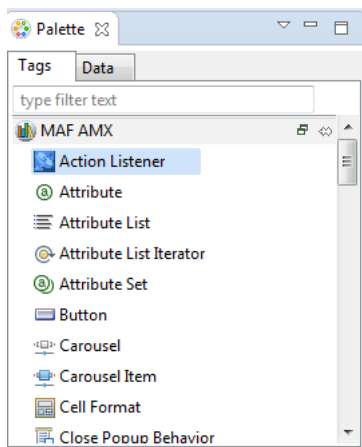 Palette
Tags Data
type filter text
MAF AMX
Action Listener
Attribute
Attribute List
Attribute List Iterator
Attribute Set
Button
Carousel
Carousel Item
Cell Format
Close Popup Behavior